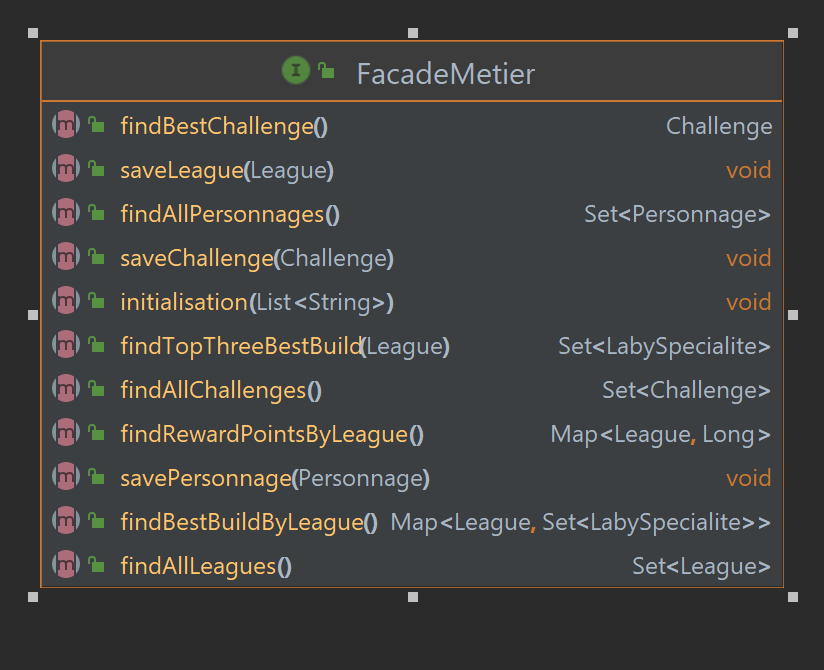 I FacadeMetier
m findBestChallenge() Challenge
m saveLeague(League) void
m findAllPersonnages() Set<Personnage>
m saveChallenge(Challenge) void
m initialisation(List<String>) void
m findTopThreeBestBuild(League) Set<LabySpecialite>
m findAllChallenges() Set<Challenge>
m findRewardPointsByLeague() Map<League, Long>
m savePersonnage(Personnage) void
m findBestBuildByLeague() Map<League, Set<LabySpecialite>>
m findAllLeagues() Set<League>